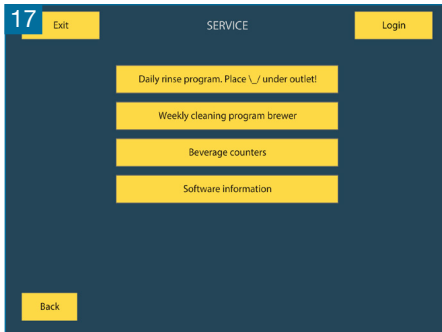 17
Exit
SERVICE
Login
Daily rinse program. Place \_/ under outlet!
Weekly cleaning program brewer
Beverage counters
Software information
Back